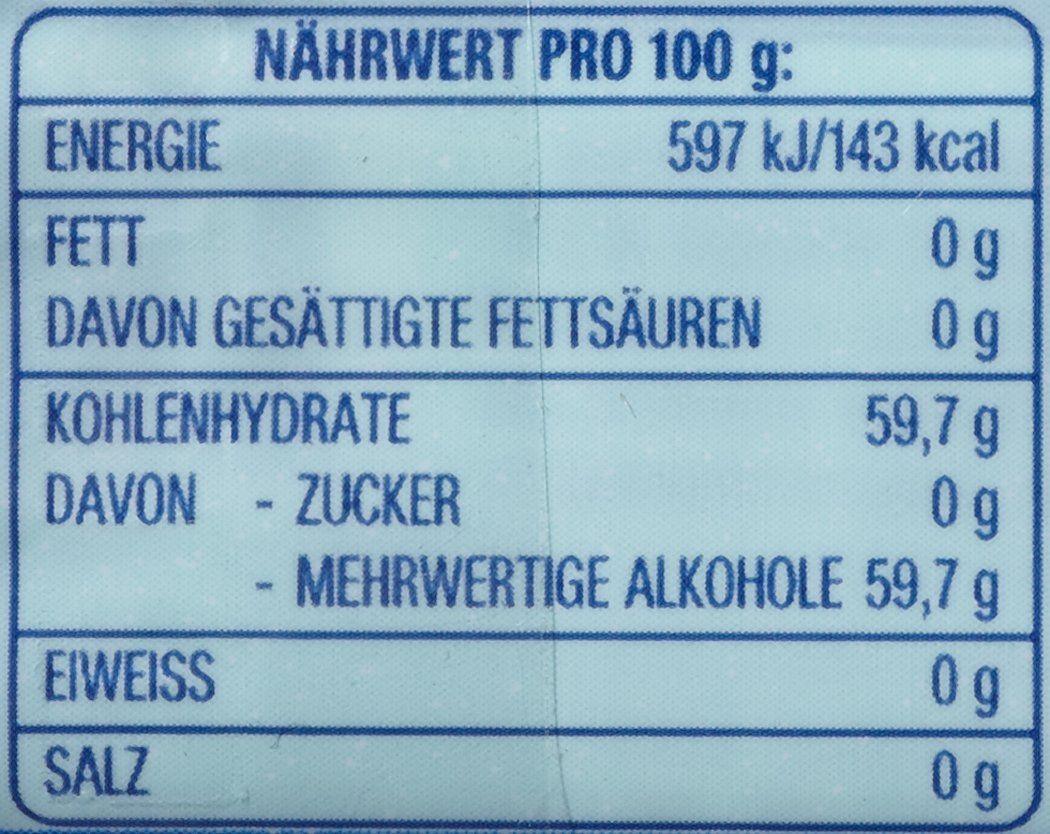 NÄHRWERT PRO 100 g:
ENERGIE 597 kJ/143 kcal
FETT 0 g
DAVON GESÄTTIGTE FETTSÄUREN 0 g
KOHLENHYDRATE 59,7 g
DAVON - ZUCKER 0 g
- MEHRWERTIGE ALKOHOLE 59,7 g
EIWEISS 0 g
SALZ 0 g